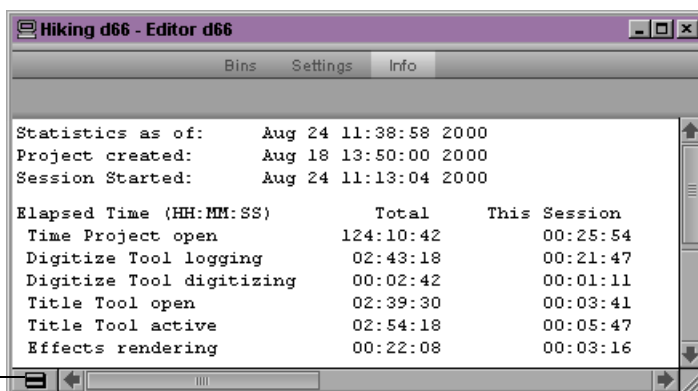 Hiking d66 - Editor d66
Bins Settings Info
Statistics as of: Aug 24 11:38:58 2000
Project created: Aug 18 13:50:00 2000
Session Started: Aug 24 11:13:04 2000
Elapsed Time (HH:MM:SS) Total This Session
Time Project open 124:10:42 00:25:54
Digitize Tool logging 02:43:18 00:21:47
Digitize Tool digitizing 00:02:42 00:01:11
Title Tool open 02:39:30 00:03:41
Title Tool active 02:54:18 00:05:47
Effects rendering 00:22:08 00:03:16